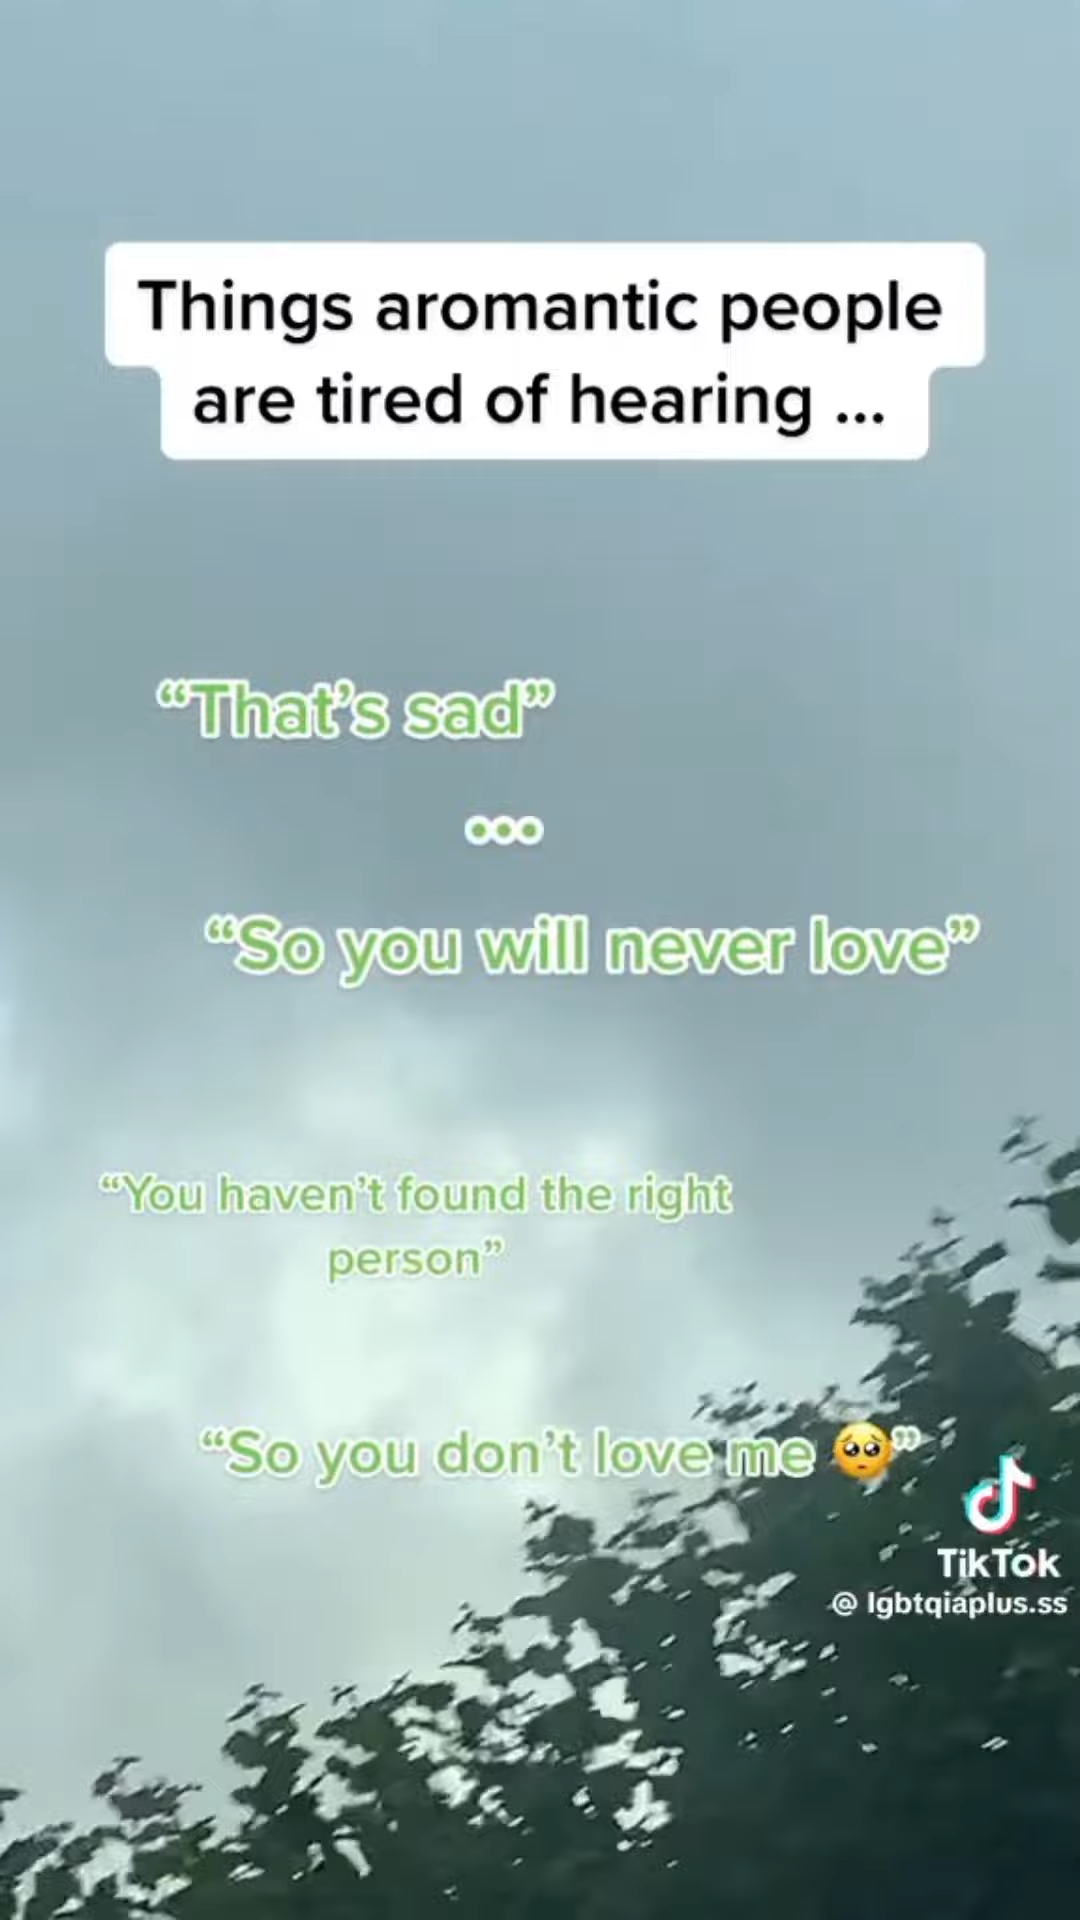 Things aromantic people
are tired of hearing ...
“That’s sad”
•••
“So you will never love”
“You haven’t found the right
person”
“So you don’t love me 🥺”
TikTok
@ lgbtqiaplus.ss